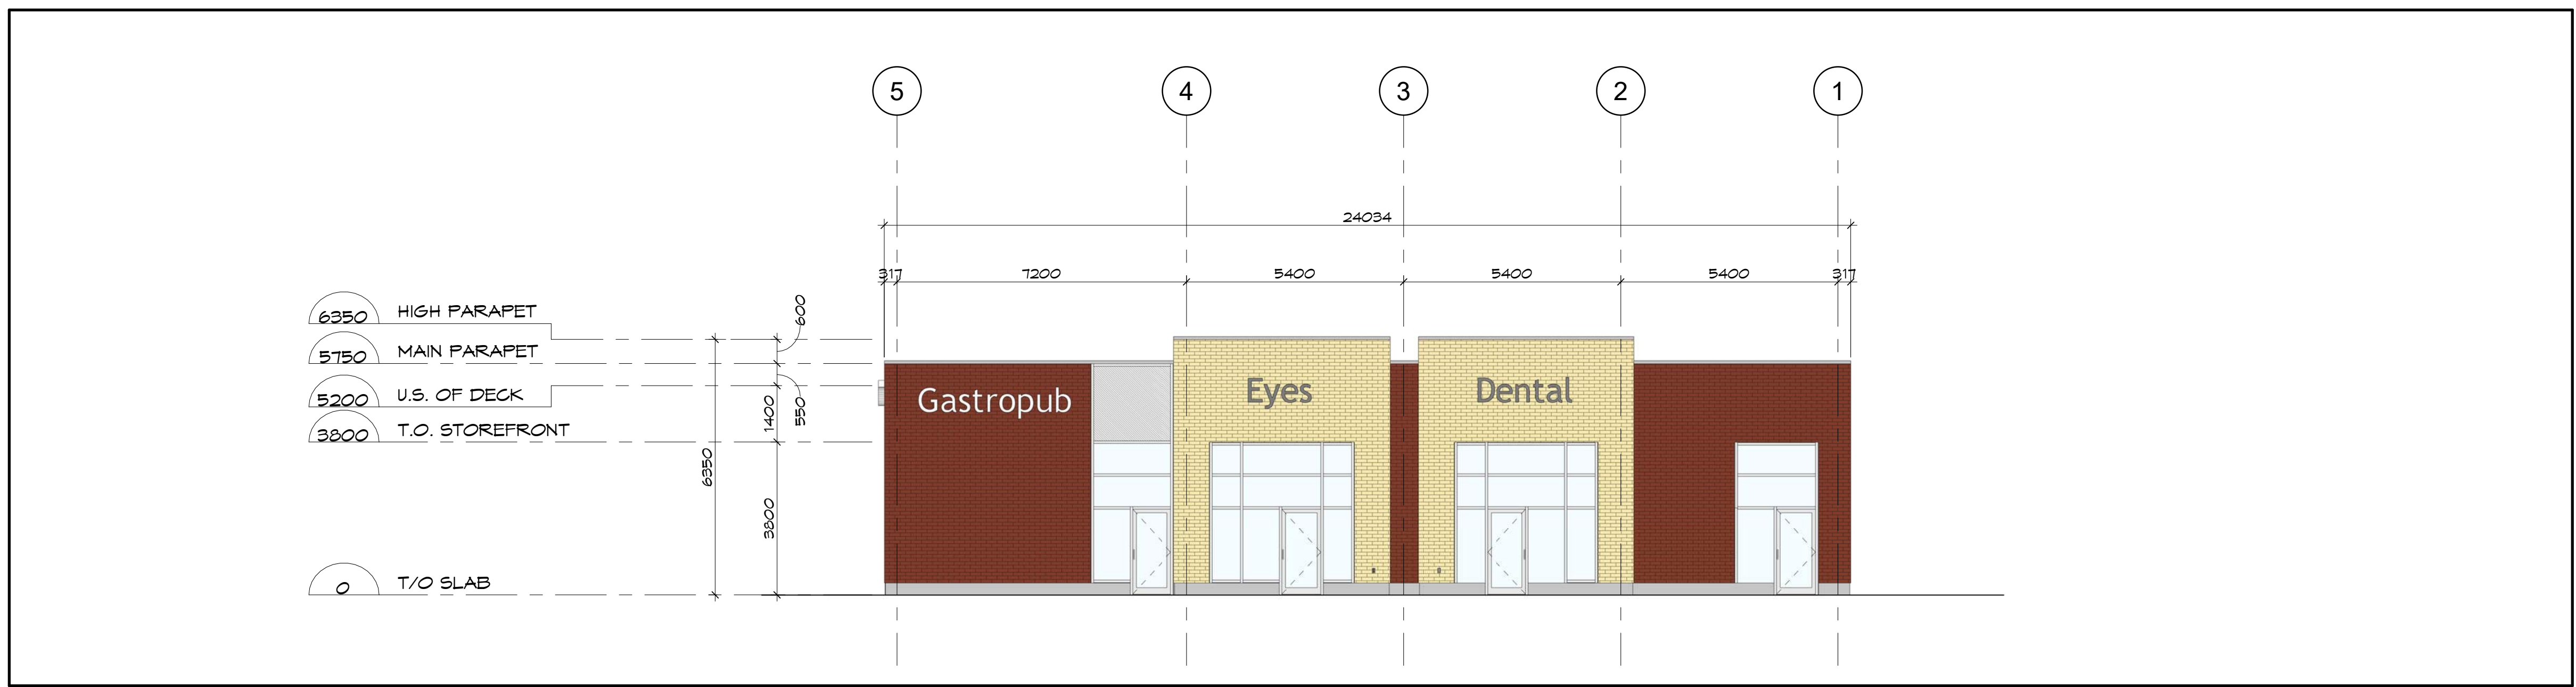 5 4 3 2 1
24034
317 7200 5400 5400 5400 317
6350 HIGH PARAPET
600
5750 MAIN PARAPET
5200 U.S. OF DECK
550
1400
3800 T.O. STOREFRONT
6350
3800
0 T/O SLAB
Gastropub
Eyes
Dental